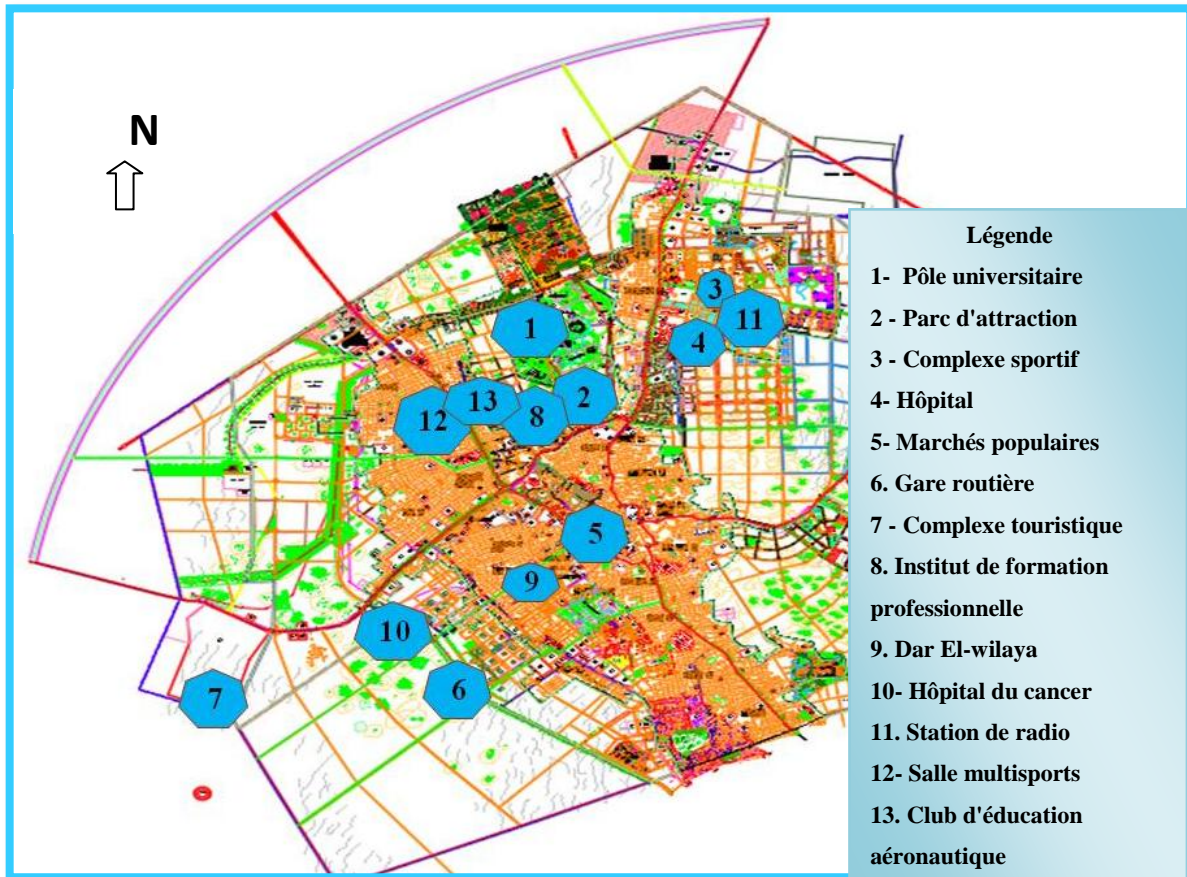 N
1
2
3
4
5
6
7
8
9
10
11
12
13
Légende
1- Pôle universitaire
2 - Parc d'attraction
3 - Complexe sportif
4- Hôpital
5- Marchés populaires
6. Gare routière
7 - Complexe touristique
8. Institut de formation
professionnelle
9. Dar El-wilaya
10- Hôpital du cancer
11. Station de radio
12- Salle multisports
13. Club d'éducation
aéronautique